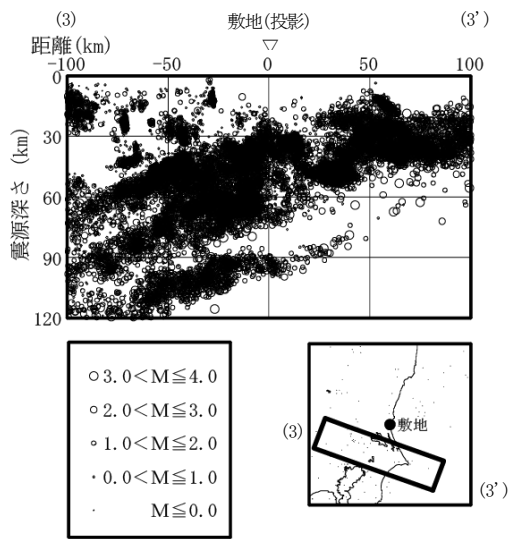 (3) 敷地(投影) (3')
距離(km) ▽
-100 -50 0 50 100
0
30
60
90
120
震源深さ (km)
○3.0<M≦4.0
○2.0<M≦3.0
○1.0<M≦2.0
・0.0<M≦1.0
・ M≦0.0
敷地
(3)
(3')